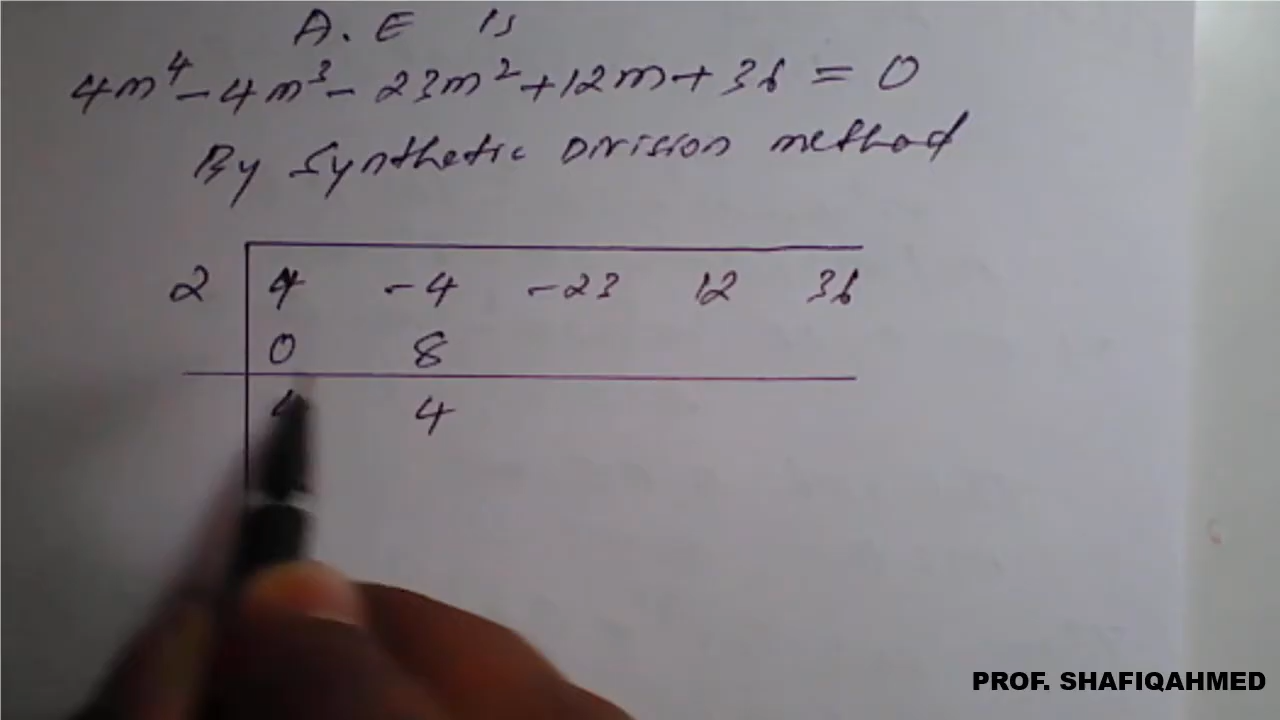 A.E is
4m⁴-4m³-23m²+12m+36=0
By Synthetic Division method
2 4 -4 -23 12 36
0 8
4 4
PROF. SHAFIQAHMED